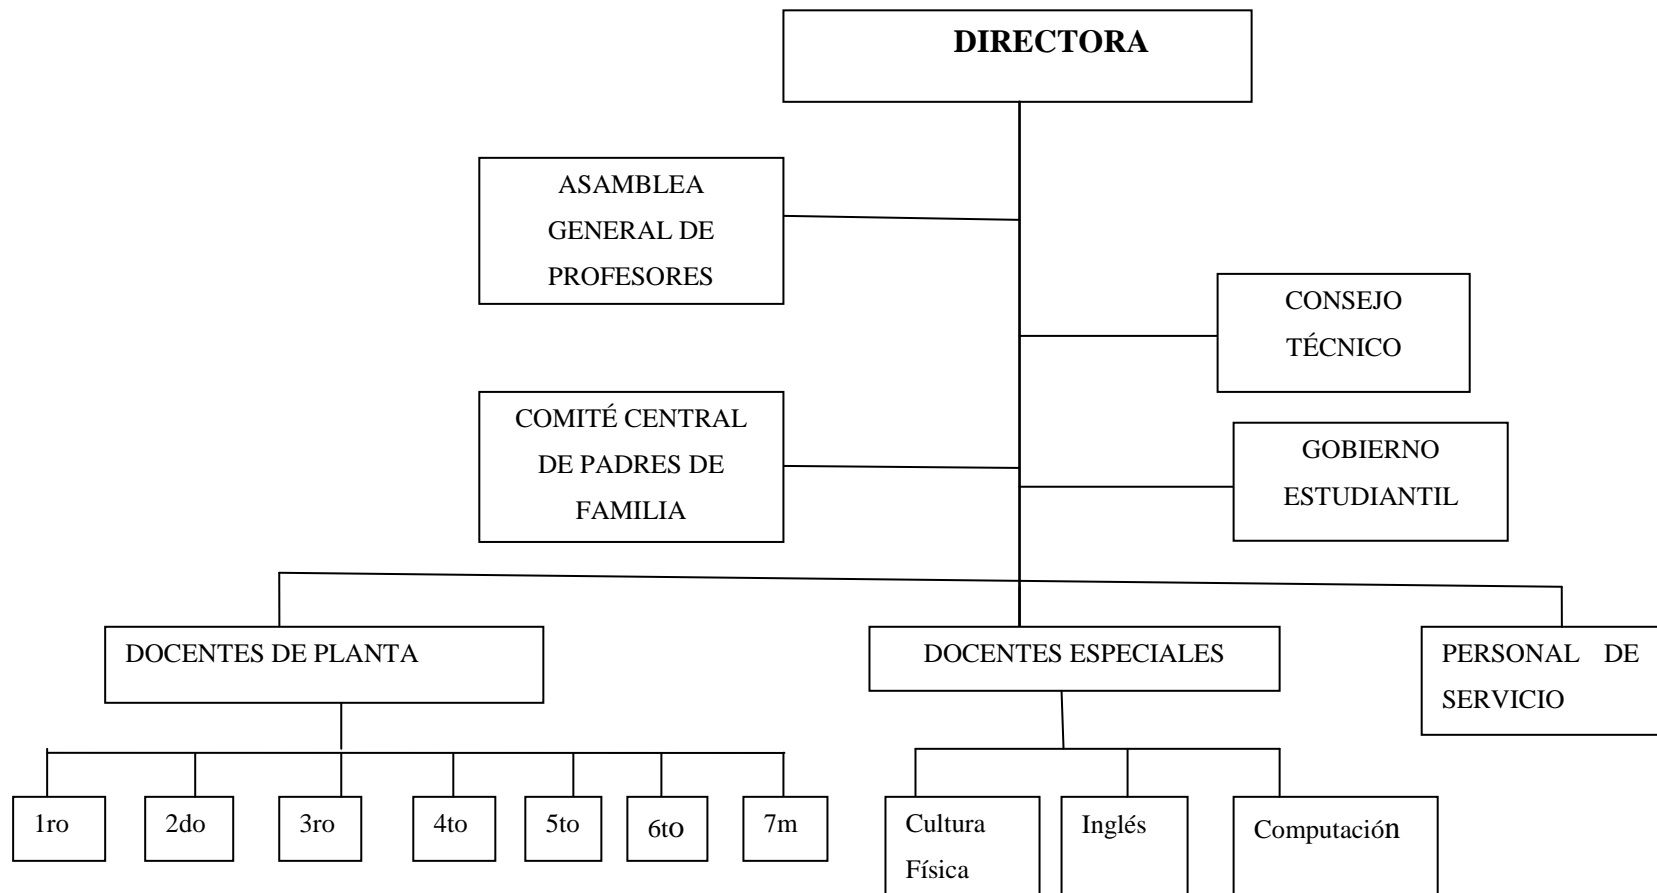 DIRECTORA
ASAMBLEA
GENERAL DE
PROFESORES
CONSEJO
TÉCNICO
COMITÉ CENTRAL
DE PADRES DE
FAMILIA
GOBIERNO
ESTUDIANTIL
DOCENTES DE PLANTA
DOCENTES ESPECIALES
PERSONAL DE
SERVICIO
1ro
2do
3ro
4to
5to
6to
7m
Cultura
Física
Inglés
Computación